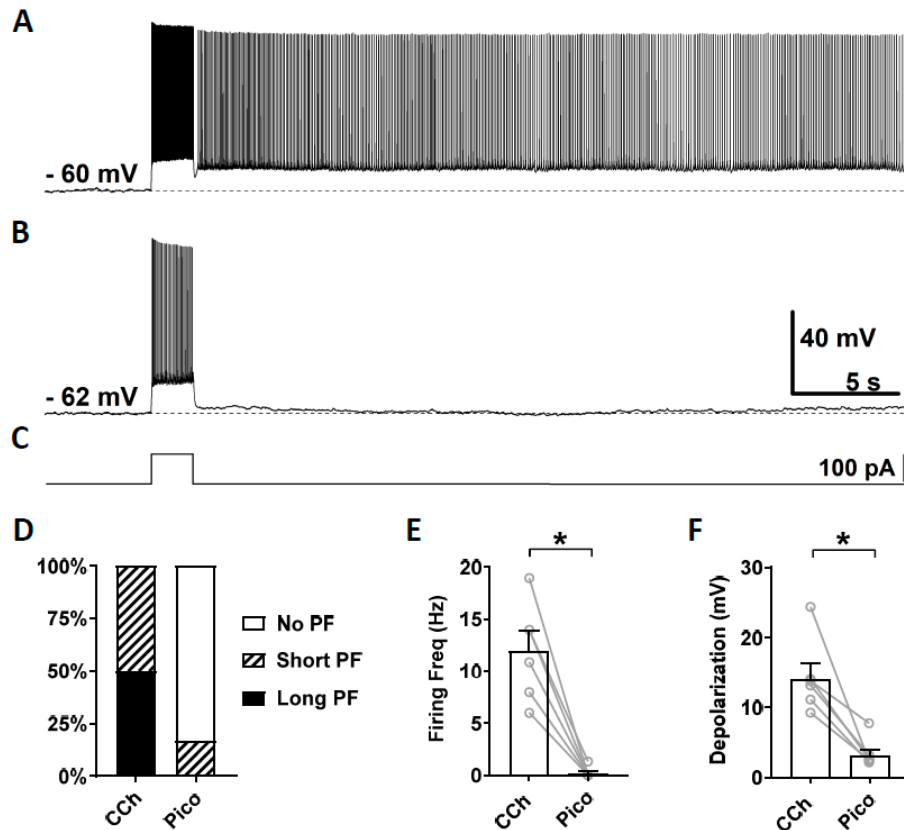 A
- 60 mV
B
40 mV
5 s
- 62 mV
C
100 pA
D
100%
75%
50%
25%
0%
CCh
Pico
No PF
Short PF
Long PF
E
*
Firing Freq (Hz)
20
15
10
5
0
CCh
Pico
F
*
Depolarization (mV)
30
20
10
0
CCh
Pico